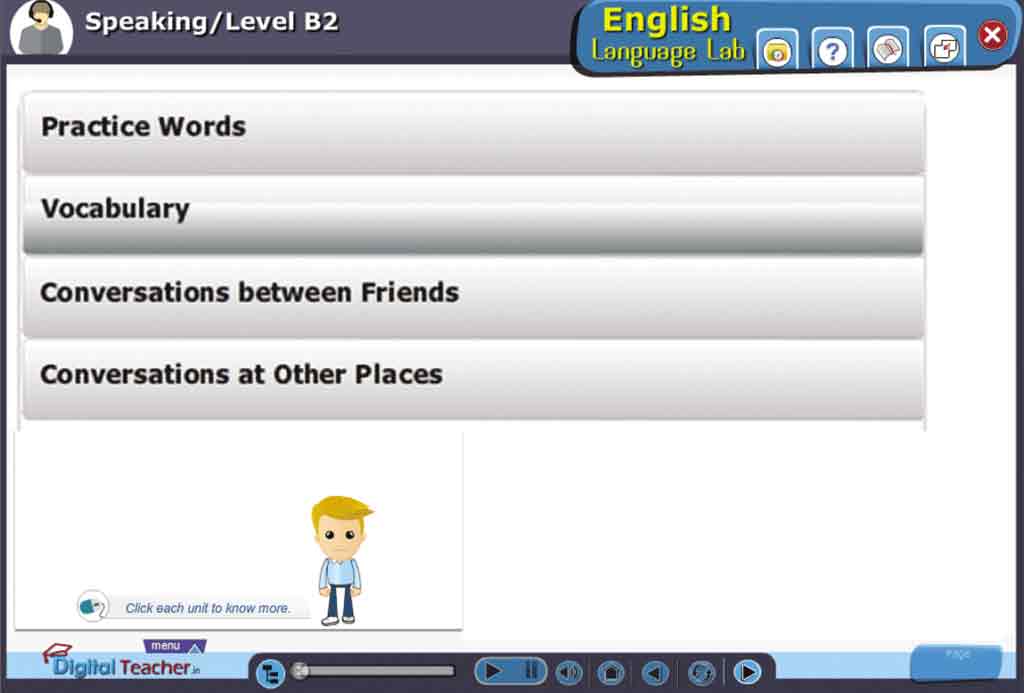 Speaking/Level B2
English
Language Lab
?
Practice Words
Vocabulary
Conversations between Friends
Conversations at Other Places
Click each unit to know more.
menu
Digital Teacher.in
Page